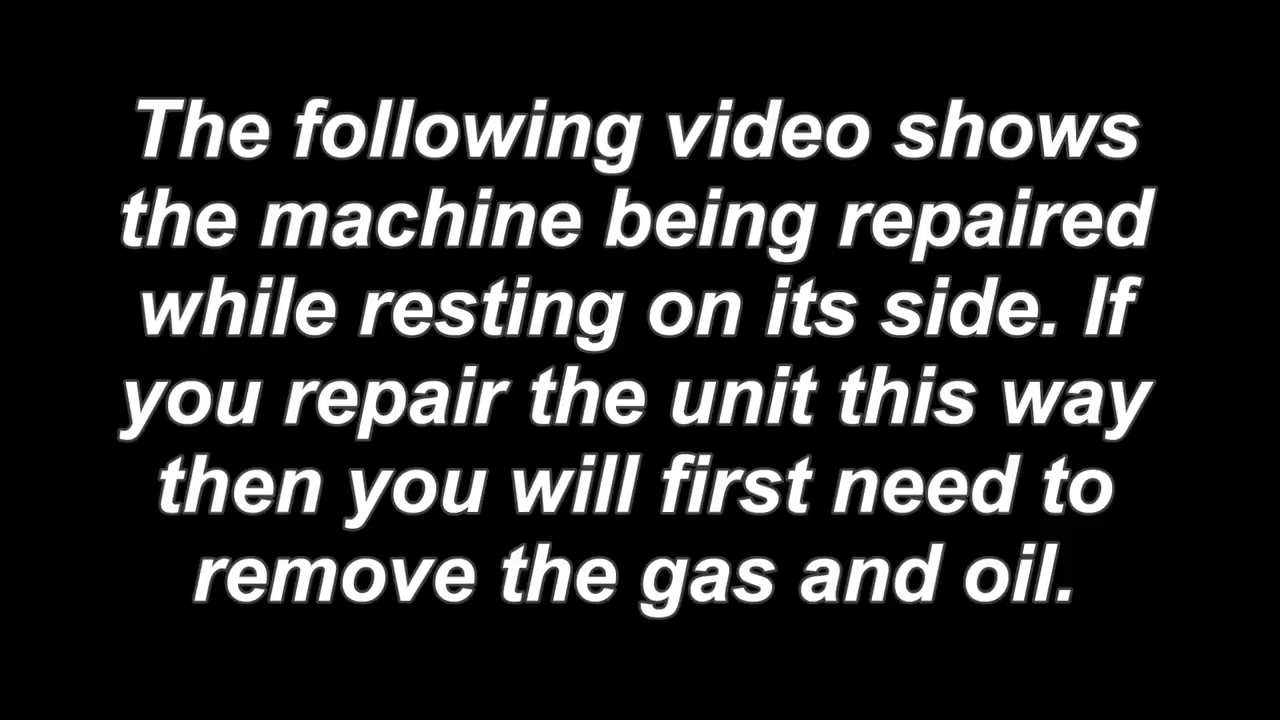 The following video shows
the machine being repaired
while resting on its side. If
you repair the unit this way
then you will first need to
remove the gas and oil.